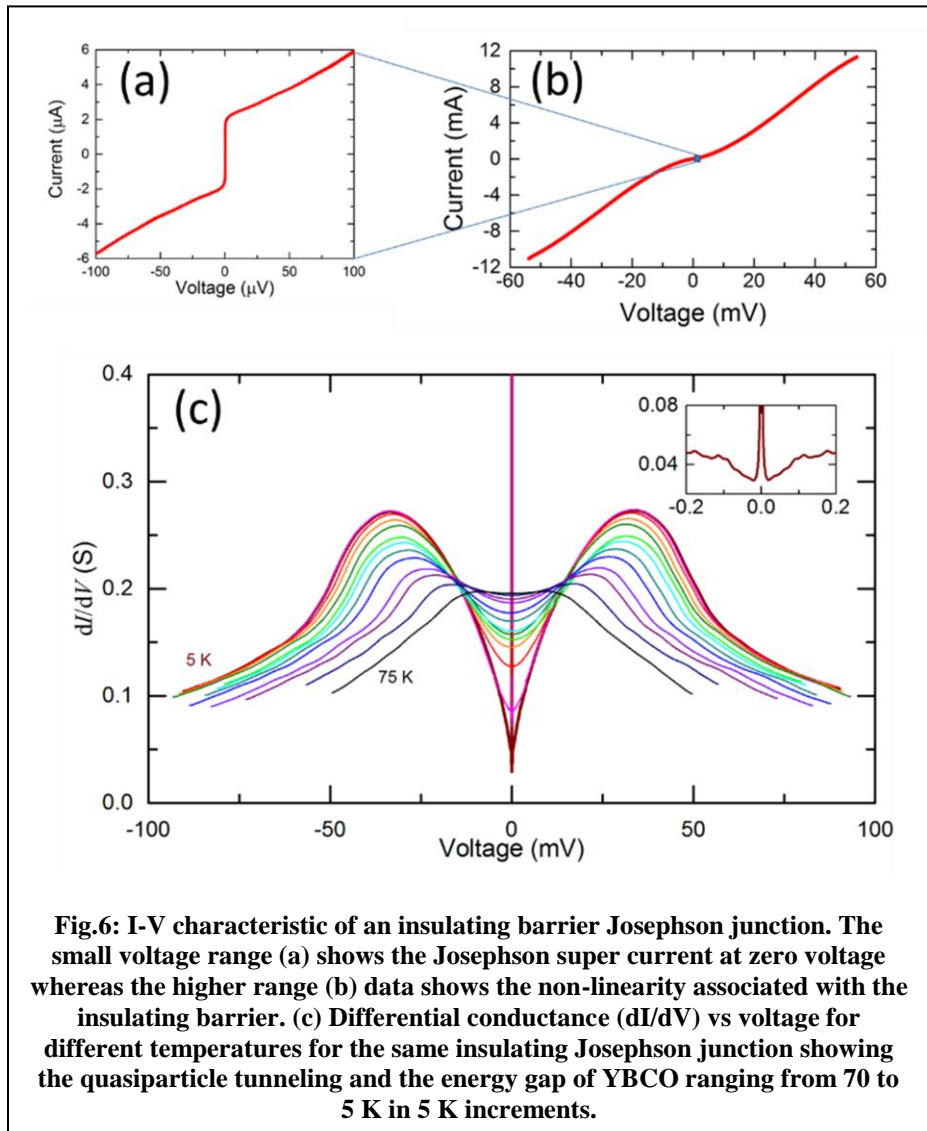 (a)
6
4
2
0
-2
-4
-6
-100 -50 0 50 100
Current (μA)
Voltage (μV)
(b)
12
8
4
0
-4
-8
-12
-60 -40 -20 0 20 40 60
Current (mA)
Voltage (mV)
(c)
0.4
0.3
0.2
0.1
0.0
-100 -50 0 50 100
dI/dV (S)
Voltage (mV)
5 K
75 K
0.08
0.04
-0.2 0.0 0.2
Fig.6: I-V characteristic of an insulating barrier Josephson junction. The
small voltage range (a) shows the Josephson super current at zero voltage
whereas the higher range (b) data shows the non-linearity associated with the
insulating barrier. (c) Differential conductance (dI/dV) vs voltage for
different temperatures for the same insulating Josephson junction showing
the quasiparticle tunneling and the energy gap of YBCO ranging from 70 to
5 K in 5 K increments.